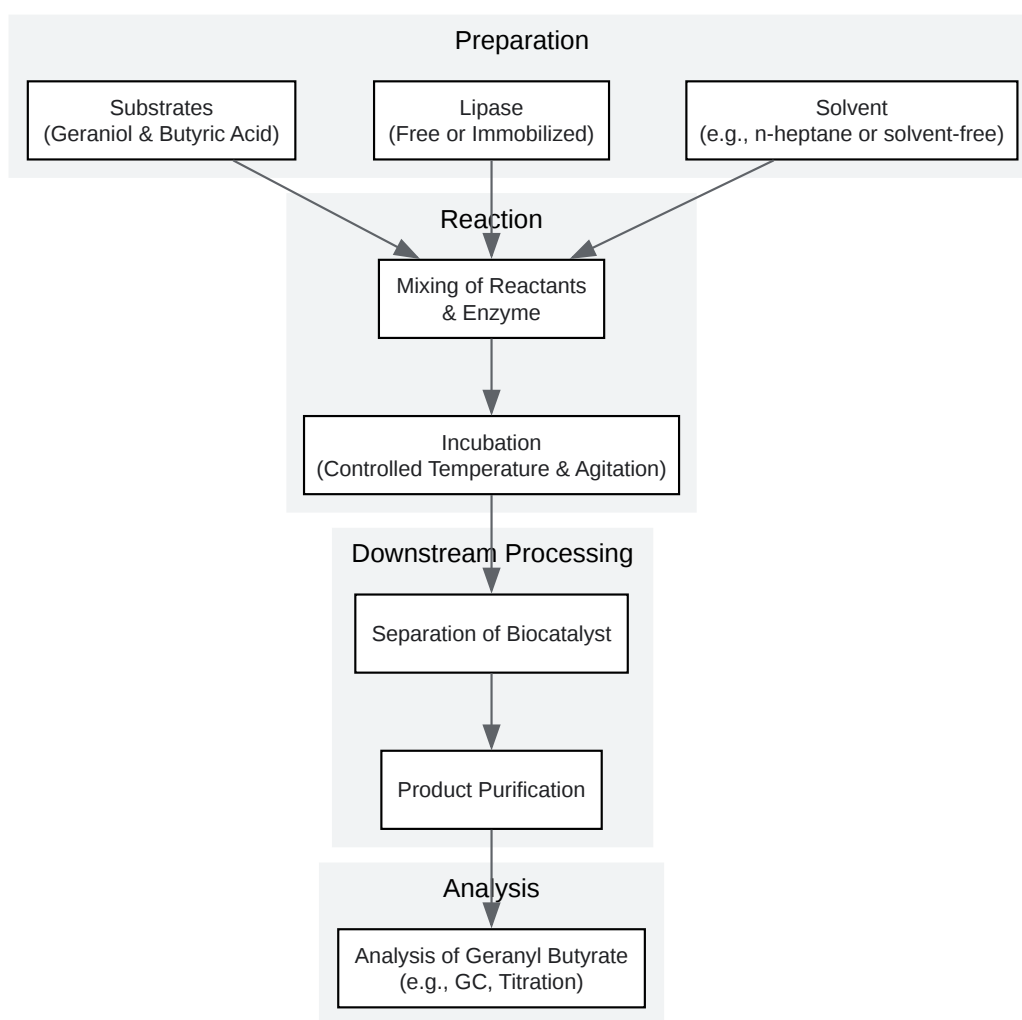 Preparation
Substrates
(Geraniol & Butyric Acid)
Lipase
(Free or Immobilized)
Solvent
(e.g., n-heptane or solvent-free)
Reaction
Mixing of Reactants
& Enzyme
Incubation
(Controlled Temperature & Agitation)
Downstream Processing
Separation of Biocatalyst
Product Purification
Analysis
Analysis of Geranyl Butyrate
(e.g., GC, Titration)